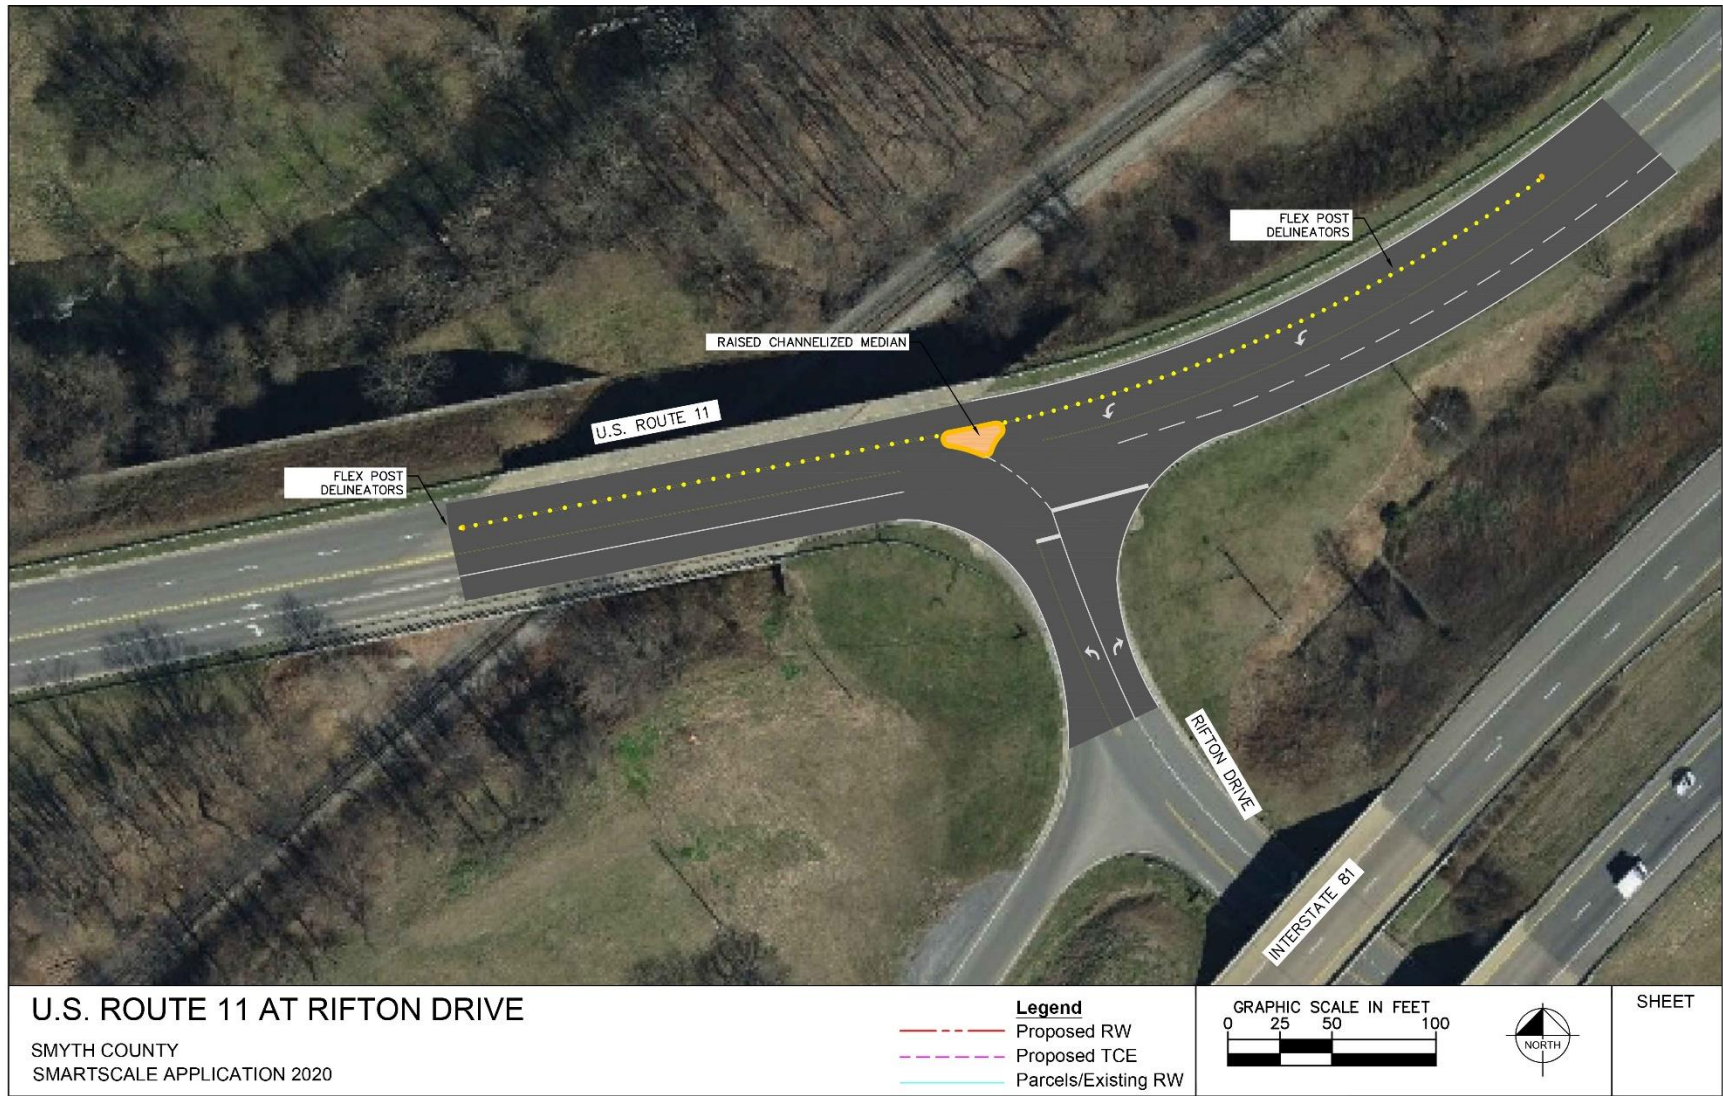 FLEX POST
DELINEATORS
RAISED CHANNELIZED MEDIAN
U.S. ROUTE 11
FLEX POST
DELINEATORS
RIFTON DRIVE
INTERSTATE 81
U.S. ROUTE 11 AT RIFTON DRIVE
SMYTH COUNTY
SMARTSCALE APPLICATION 2020
Legend
Proposed RW
Proposed TCE
Parcels/Existing RW
GRAPHIC SCALE IN FEET
0 25 50 100
NORTH
SHEET